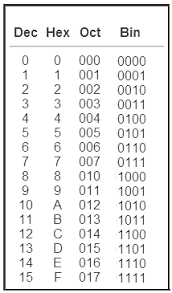 Dec Hex Oct Bin
0 0 000 0000
1 1 001 0001
2 2 002 0010
3 3 003 0011
4 4 004 0100
5 5 005 0101
6 6 006 0110
7 7 007 0111
8 8 010 1000
9 9 011 1001
10 A 012 1010
11 B 013 1011
12 C 014 1100
13 D 015 1101
14 E 016 1110
15 F 017 1111